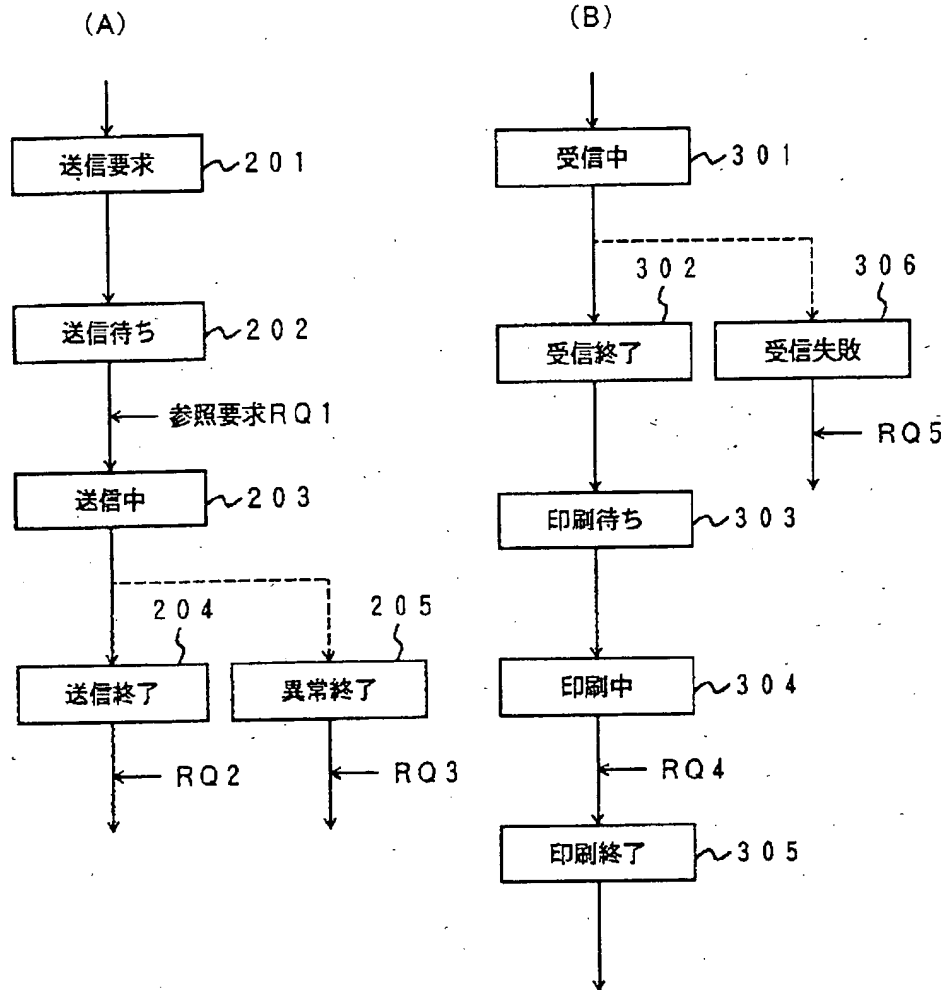 (A)
送信要求
201
送信待ち
202
参照要求RQ1
送信中
203
204
205
送信終了
異常終了
RQ2
RQ3
(B)
受信中
301
302
306
受信終了
受信失敗
RQ5
印刷待ち
303
印刷中
304
RQ4
印刷終了
305